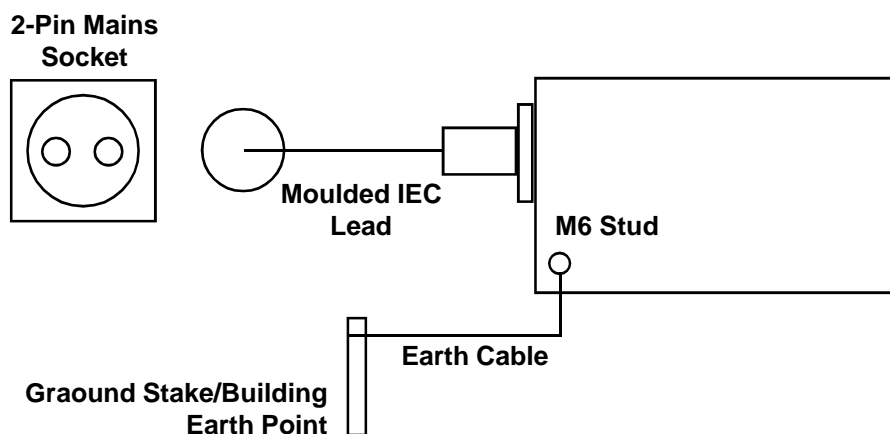 2-Pin Mains
Socket
Moulded IEC
Lead
M6 Stud
Earth Cable
Graound Stake/Building
Earth Point